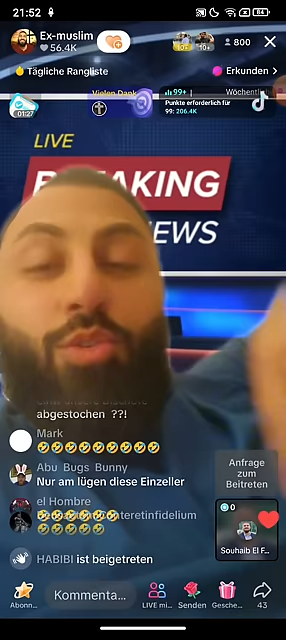 21:52
84
Ex-muslim
56.4K
800
Tägliche Rangliste
Erkunden >
01:27
Vielen Dank
99+
Punkte erforderlich für
99: 206.4K
LIVE
BREAKING
NEWS
abgestochen ??!
Mark
🤣🤣🤣🤣🤣🤣🤣🤣🤣🤣
Abu Bugs Bunny
Nur am lügen diese Einzeller
el Hombre
🤣🤣🤣🤣🤣
HABIBI ist beigetreten
Anfrage
zum
Beitreten
0
Souhaib El F...
Abonn...
Kommenta...
LIVE mi...
Senden
Gesche...
43